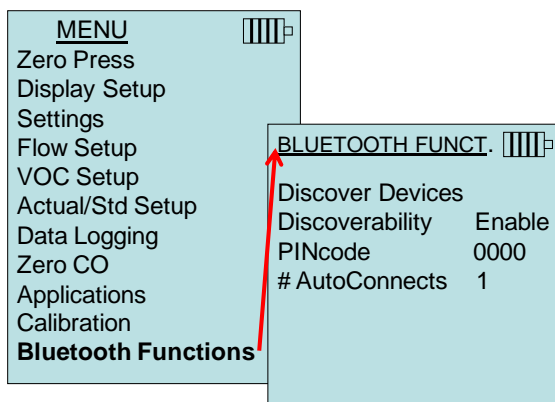 MENU
Zero Press
Display Setup
Settings
Flow Setup
VOC Setup
Actual/Std Setup
Data Logging
Zero CO
Applications
Calibration
Bluetooth Functions
BLUETOOTH FUNCT.
Discover Devices
Discoverability Enable
PINcode 0000
# AutoConnects 1